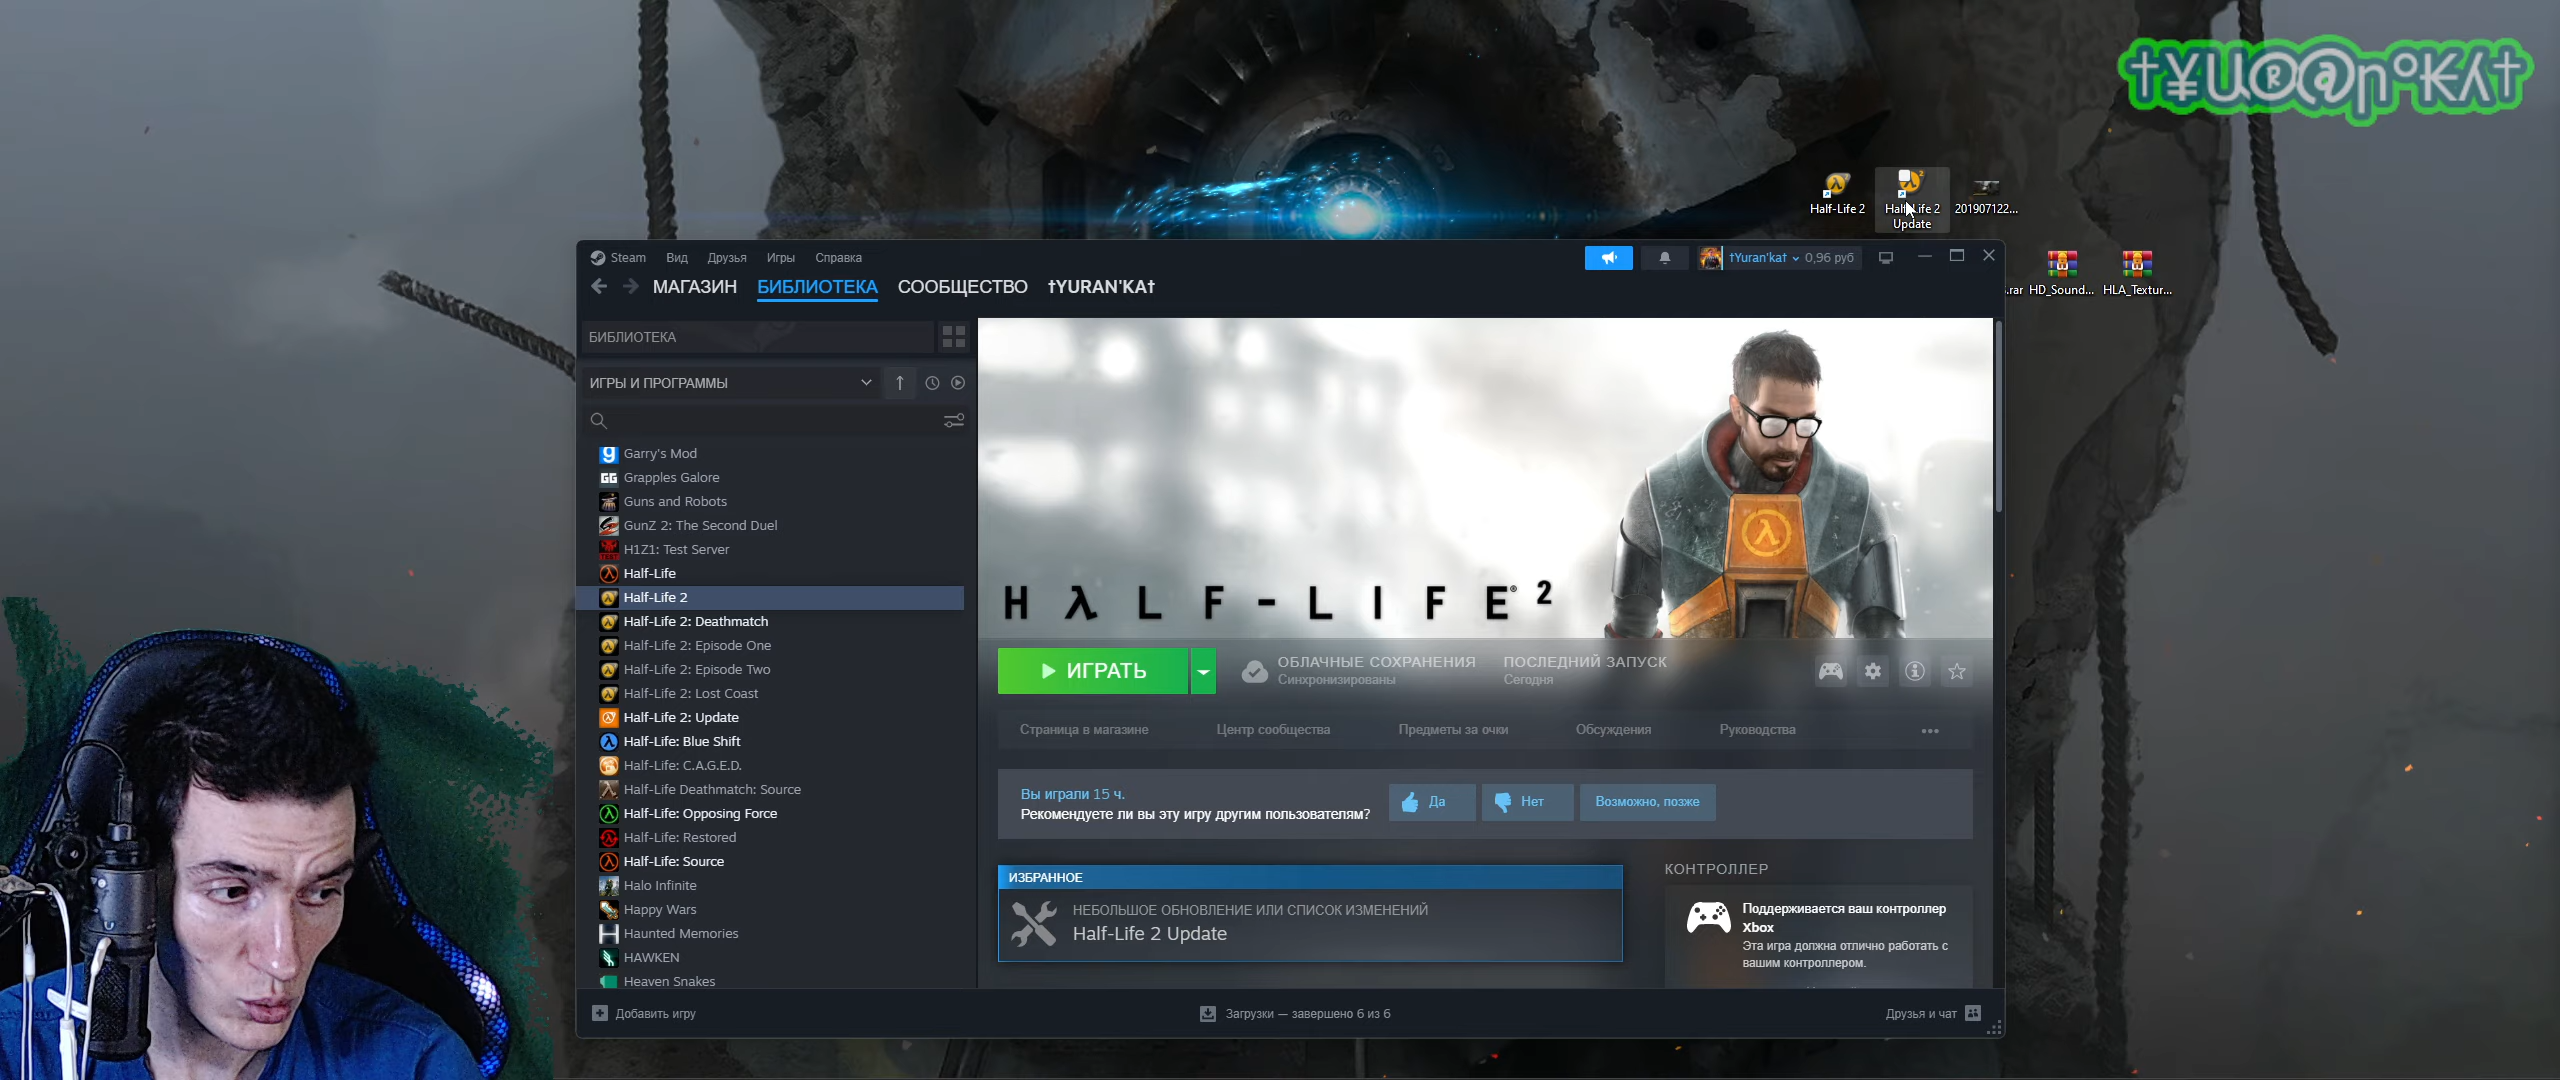 †¥UR@n°KΛ†
Half-Life 2
Half-Life 2
Update
201907122...
.rar
HD_Sound...
HLA_Textur...
Steam
Вид
Друзья
Игры
Справка
†Yuran'ka†
0,96 руб
МАГАЗИН
БИБЛИОТЕКА
СООБЩЕСТВО
†YURAN'KA†
БИБЛИОТЕКА
ИГРЫ И ПРОГРАММЫ
Garry's Mod
Grapples Galore
Guns and Robots
GunZ 2: The Second Duel
H1Z1: Test Server
Half-Life
Half-Life 2
Half-Life 2: Deathmatch
Half-Life 2: Episode One
Half-Life 2: Episode Two
Half-Life 2: Lost Coast
Half-Life 2: Update
Half-Life: Blue Shift
Half-Life: C.A.G.E.D.
Half-Life Deathmatch: Source
Half-Life: Opposing Force
Half-Life: Restored
Half-Life: Source
Halo Infinite
Happy Wars
Haunted Memories
HAWKEN
Heaven Snakes
HλLF-LIFE® 2
ИГРАТЬ
ОБЛАЧНЫЕ СОХРАНЕНИЯ
Синхронизированы
ПОСЛЕДНИЙ ЗАПУСК
Сегодня
Страница в магазине
Центр сообщества
Предметы за очки
Обсуждения
Руководства
Вы играли 15 ч.
Рекомендуете ли вы эту игру другим пользователям?
Да
Нет
Возможно, позже
ИЗБРАННОЕ
НЕБОЛЬШОЕ ОБНОВЛЕНИЕ ИЛИ СПИСОК ИЗМЕНЕНИЙ
Half-Life 2 Update
КОНТРОЛЛЕР
Поддерживается ваш контроллер
Xbox
Эта игра должна отлично работать с
вашим контроллером.
Добавить игру
Загрузки — завершено 6 из 6
Друзья и чат